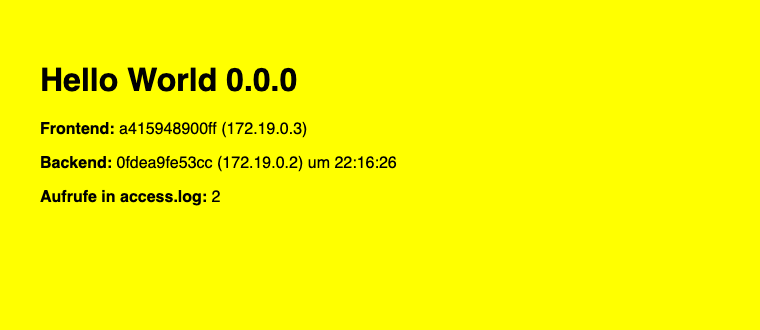 Hello World 0.0.0
Frontend: a415948900ff (172.19.0.3)
Backend: 0fdea9fe53cc (172.19.0.2) um 22:16:26
Aufrufe in access.log: 2